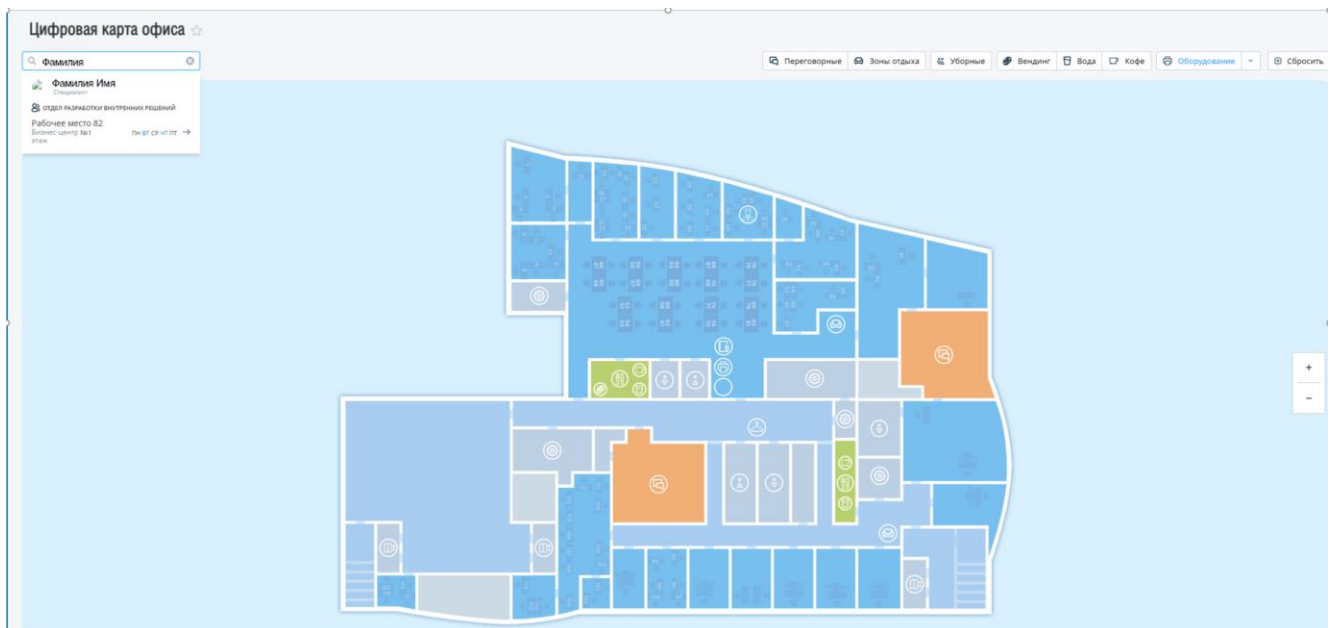 Цифровая карта офиса
Фамилия
Переговорные
Зоны отдыха
Уборные
Вендинг
Вода
Кофе
Оборудование
Сбросить
Фамилия Имя
Специалист
ОТДЕЛ РАЗРАБОТКИ ВНУТРЕННИХ РЕШЕНИЙ
Рабочее место 82
Бизнес-центр №1
ПН ВТ СР ЧТ ПТ
этаж
+
−